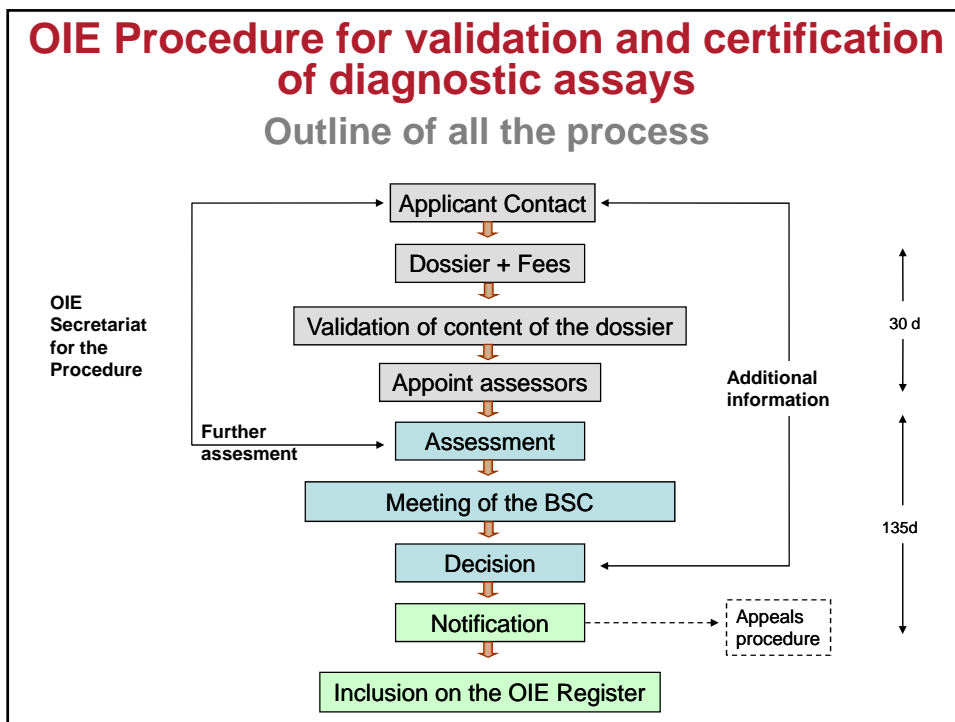 OIE Procedure for validation and certification
of diagnostic assays
Outline of all the process
Applicant Contact
Dossier + Fees
OIE
Secretariat
for the
Procedure
Validation of content of the dossier
30 d
Appoint assessors
Additional
information
Further
assesment
Assessment
Meeting of the BSC
135d
Decision
Notification
Appeals
procedure
Inclusion on the OIE Register